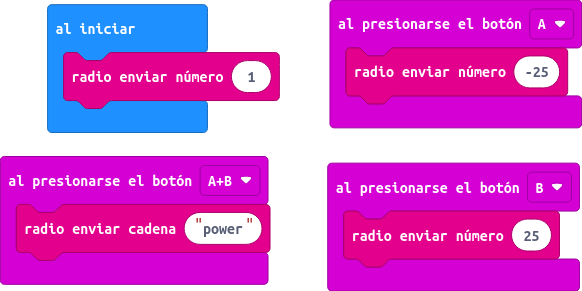 al iniciar
radio enviar número 1
al presionarse el botón A
radio enviar número -25
al presionarse el botón A+B
radio enviar cadena "power"
al presionarse el botón B
radio enviar número 25